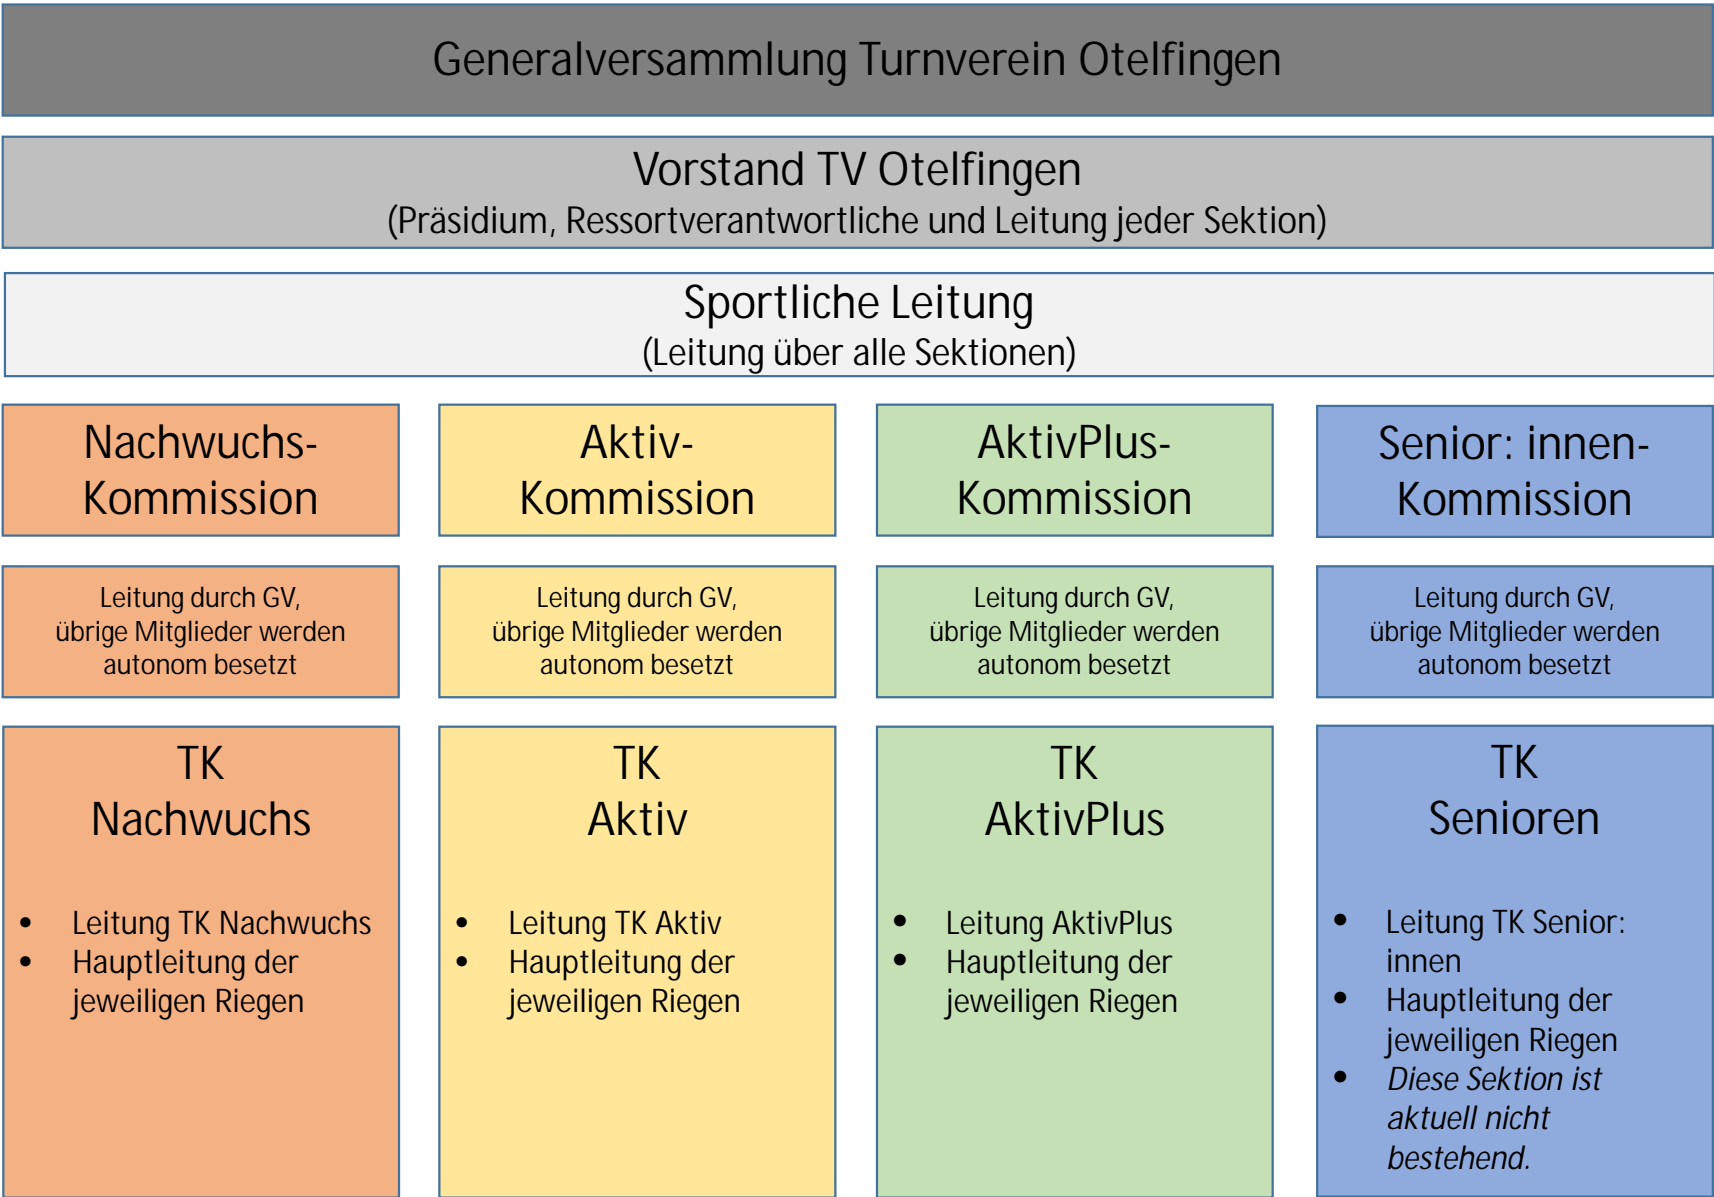 Generalversammlung Turnverein Otelfingen
Vorstand TV Otelfingen
(Präsidium, Ressortverantwortliche und Leitung jeder Sektion)
Sportliche Leitung
(Leitung über alle Sektionen)
Nachwuchs-
Kommission
Leitung durch GV,
übrige Mitglieder werden
autonom besetzt
TK
Nachwuchs
• Leitung TK Nachwuchs
• Hauptleitung der
jeweiligen Riegen
Aktiv-
Kommission
Leitung durch GV,
übrige Mitglieder werden
autonom besetzt
TK
Aktiv
• Leitung TK Aktiv
• Hauptleitung der
jeweiligen Riegen
AktivPlus-
Kommission
Leitung durch GV,
übrige Mitglieder werden
autonom besetzt
TK
AktivPlus
• Leitung AktivPlus
• Hauptleitung der
jeweiligen Riegen
Senior: innen-
Kommission
Leitung durch GV,
übrige Mitglieder werden
autonom besetzt
TK
Senioren
• Leitung TK Senior:
innen
• Hauptleitung der
jeweiligen Riegen
• Diese Sektion ist
aktuell nicht
bestehend.